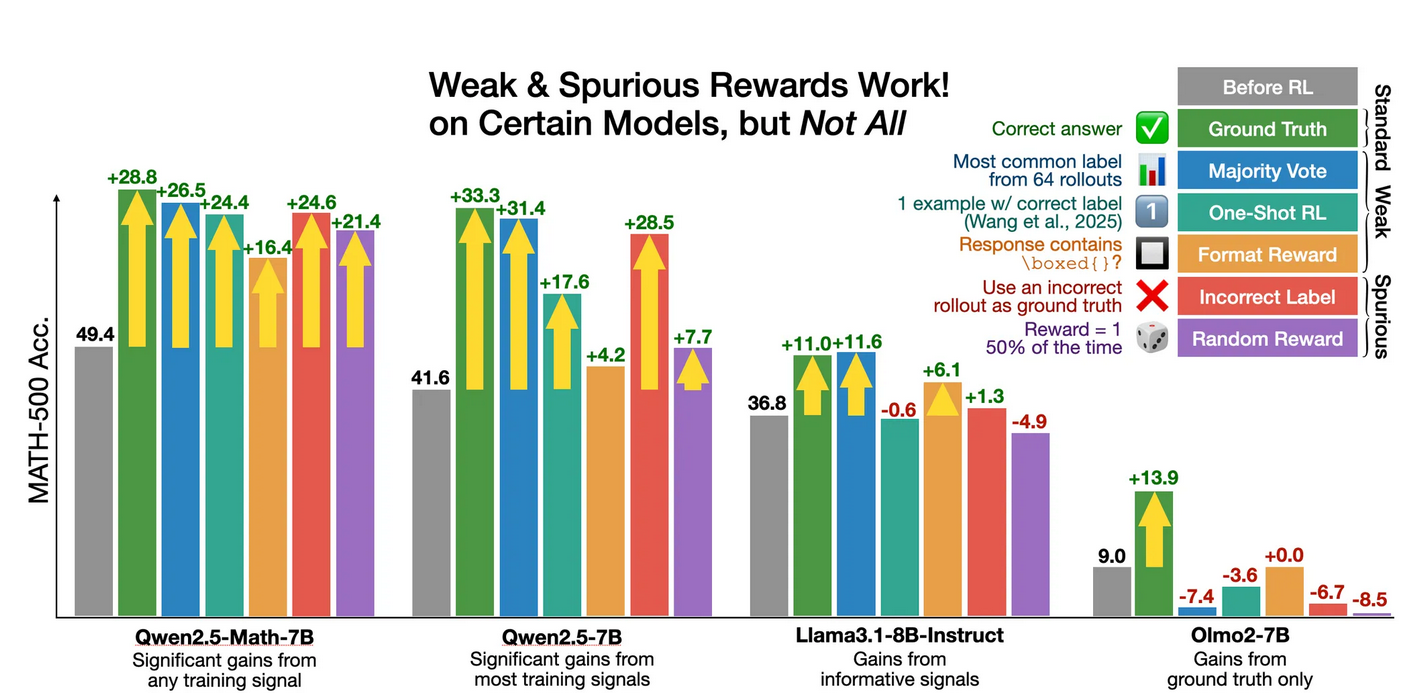 Weak & Spurious Rewards Work!
on Certain Models, but Not All
Before RL
Correct answer
Ground Truth
Standard
Most common label
from 64 rollouts
Majority Vote
1 example w/ correct label
(Wang et al., 2025)
1
One-Shot RL
Weak
Response contains
\boxed{}?
Format Reward
Use an incorrect
rollout as ground truth
Incorrect Label
Reward = 1
50% of the time
Random Reward
Spurious
MATH-500 Acc.
49.4
+28.8
+26.5
+24.4
+16.4
+24.6
+21.4
Qwen2.5-Math-7B
Significant gains from
any training signal
41.6
+33.3
+31.4
+17.6
+4.2
+28.5
+7.7
Qwen2.5-7B
Significant gains from
most training signals
36.8
+11.0
+11.6
-0.6
+6.1
+1.3
-4.9
Llama3.1-8B-Instruct
Gains from
informative signals
9.0
+13.9
-7.4
-3.6
+0.0
-6.7
-8.5
Olmo2-7B
Gains from
ground truth only